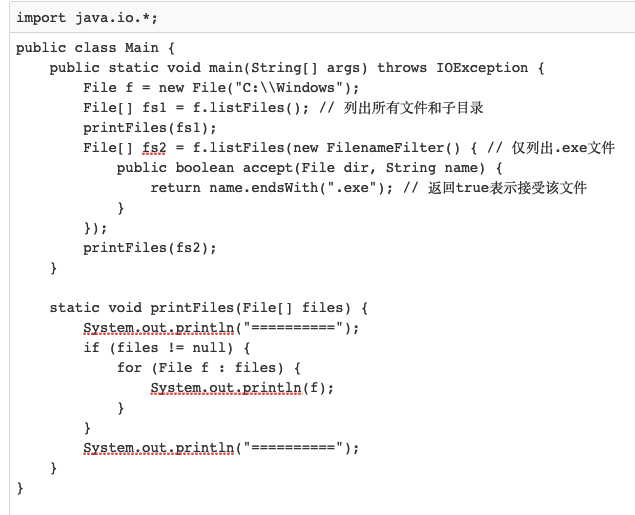 import java.io.*;
public class Main {
    public static void main(String[] args) throws IOException {
        File f = new File("C:\\Windows");
        File[] fs1 = f.listFiles(); // 列出所有文件和子目录
        printFiles(fs1);
        File[] fs2 = f.listFiles(new FilenameFilter() { // 仅列出.exe文件
            public boolean accept(File dir, String name) {
                return name.endsWith(".exe"); // 返回true表示接受该文件
            }
        });
        printFiles(fs2);
    }

    static void printFiles(File[] files) {
        System.out.println("==========");
        if (files != null) {
            for (File f : files) {
                System.out.println(f);
            }
        }
        System.out.println("==========");
    }
}